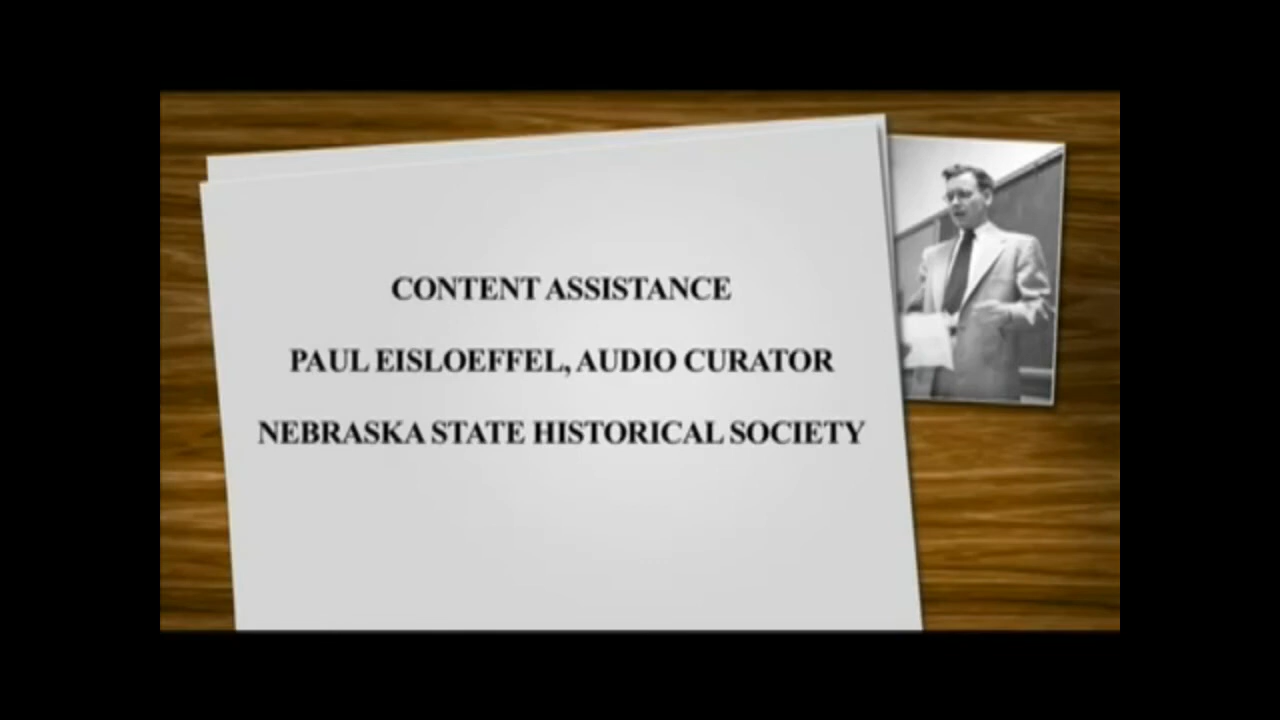 CONTENT ASSISTANCE
PAUL EISLOEFFEL, AUDIO CURATOR
NEBRASKA STATE HISTORICAL SOCIETY